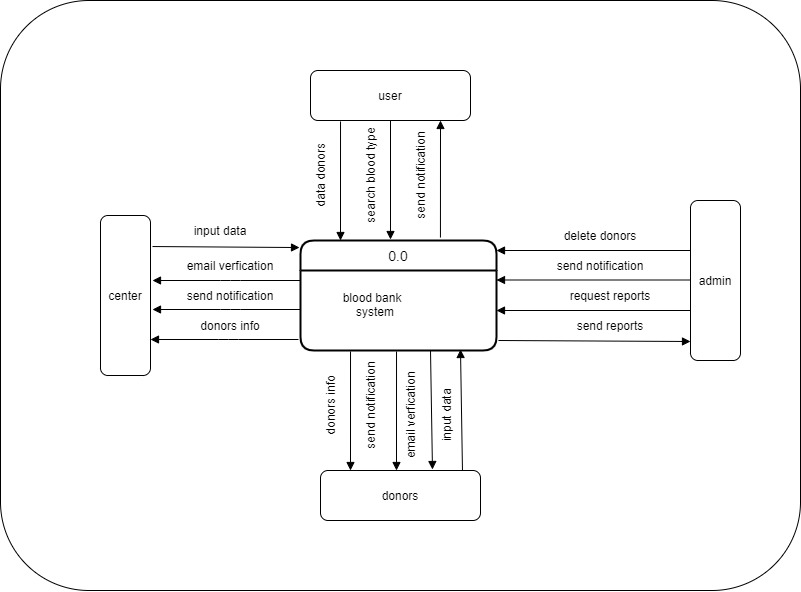 user
data donors
search blood type
send notification
input data
email verfication
send notification
donors info
center
0.0
blood bank
system
delete donors
send notification
request reports
send reports
admin
donors info
send notification
email verfication
input data
donors